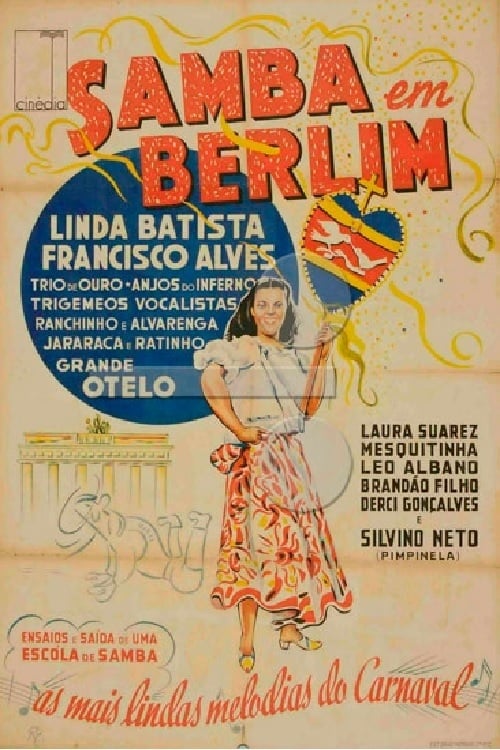 cinédia
SAMBA em
BERLIM
LINDA BATISTA
FRANCISCO ALVES
TRIO DE OURO · ANJOS DO INFERNO
TRIGEMEOS VOCALISTAS
RANCHINHO E ALVARENGA
JARARACA E RATINHO
GRANDE
OTELO
LAURA SUAREZ
MESQUITINHA
LEO ALBANO
BRANDÃO FILHO
DERCI GONÇALVES
E
SILVINO NETO
(PIMPINELA)
ENSAIOS E SAÍDA DE UMA
ESCOLA DE SAMBA
as mais lindas melodias do Carnaval